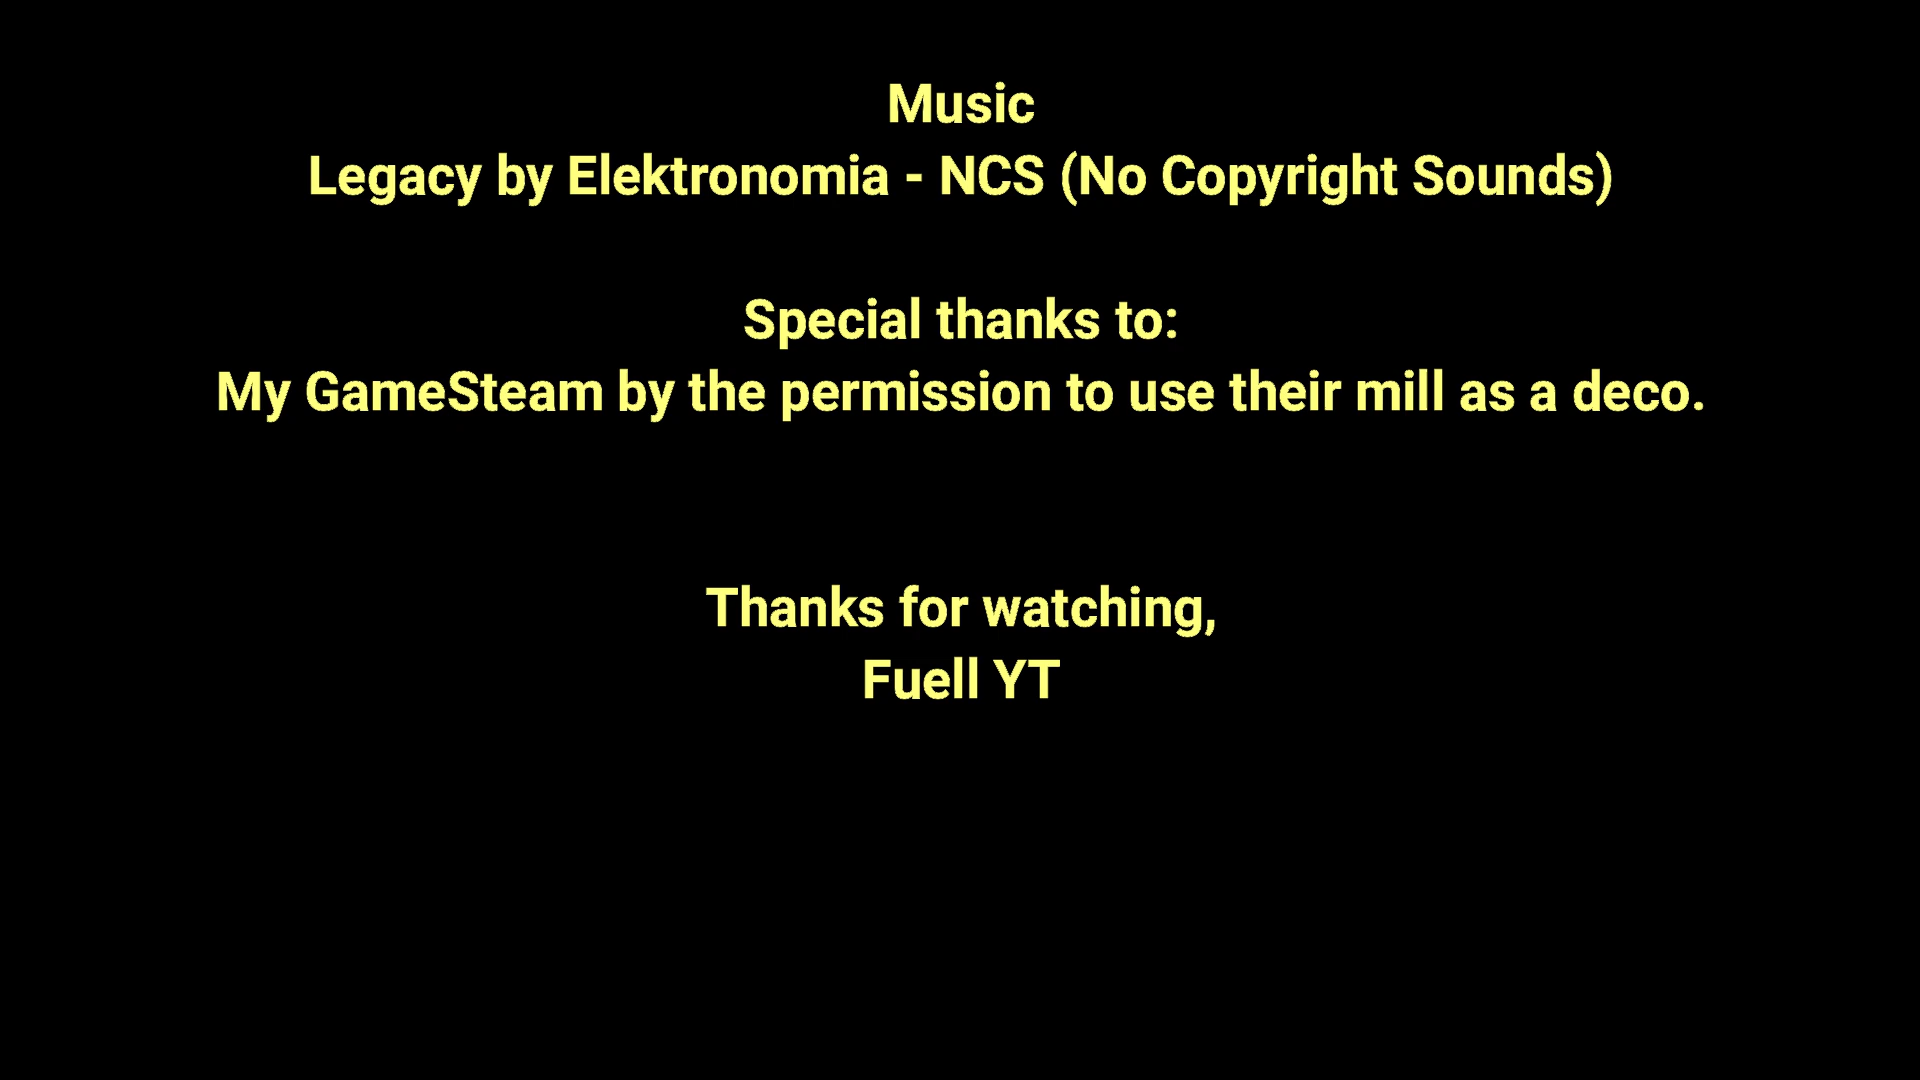 Music
Legacy by Elektronomia - NCS (No Copyright Sounds)
Special thanks to:
My GameSteam by the permission to use their mill as a deco.
Thanks for watching,
Fuell YT